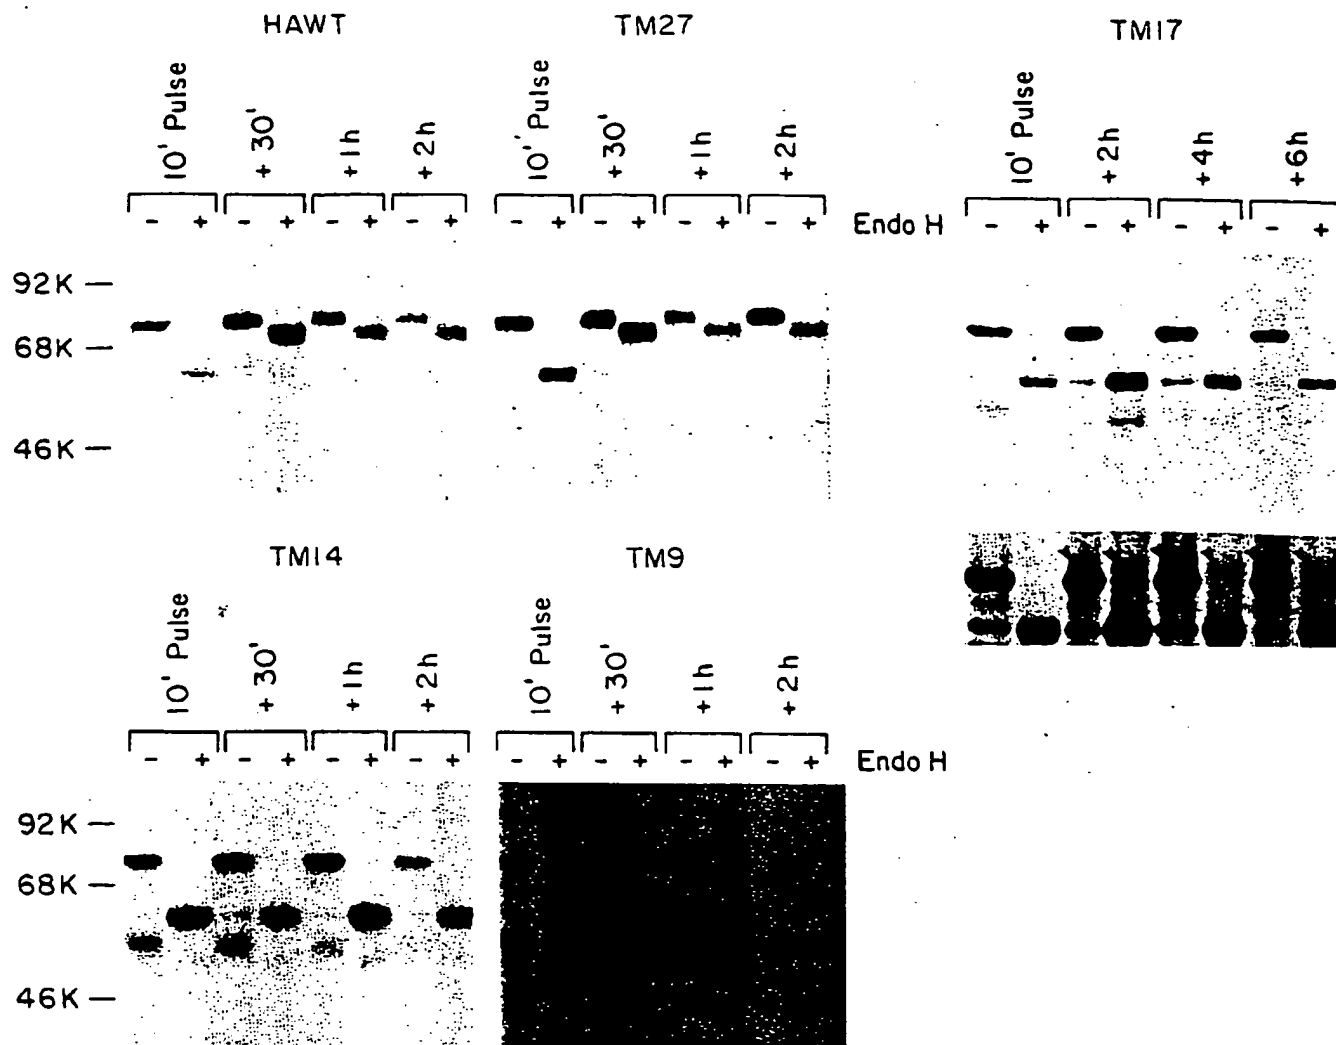 HAWT
TM27
TM17
10' Pulse
+ 30'
+ 1h
+ 2h
10' Pulse
+ 30'
+ 1h
+ 2h
10' Pulse
+ 2h
+ 4h
+ 6h
- + - + - + - +
- + - + - + - +
Endo H
- + - + - + - +
92K —
68K —
46K —
TM14
TM9
10' Pulse
+ 30'
+ 1h
+ 2h
10' Pulse
+ 30'
+ 1h
+ 2h
- + - + - + - +
- + - + - + - +
Endo H
92K —
68K —
46K —